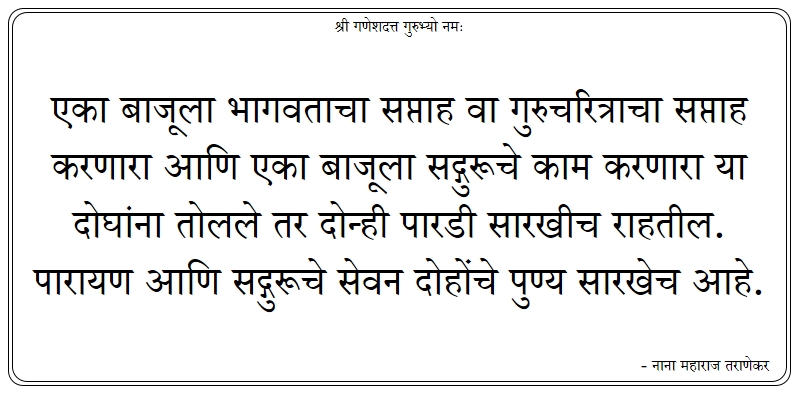 श्री गणेशदत्त गुरुभ्यो नमः
एका बाजूला भागवताचा सप्ताह वा गुरुचरित्राचा सप्ताह
करणारा आणि एका बाजूला सद्गुरूचे काम करणारा या
दोघांना तोलले तर दोन्ही पारडी सारखीच राहतील.
पारायण आणि सद्गुरूचे सेवन दोहोंचे पुण्य सारखेच आहे.
- नाना महाराज तराणेकर